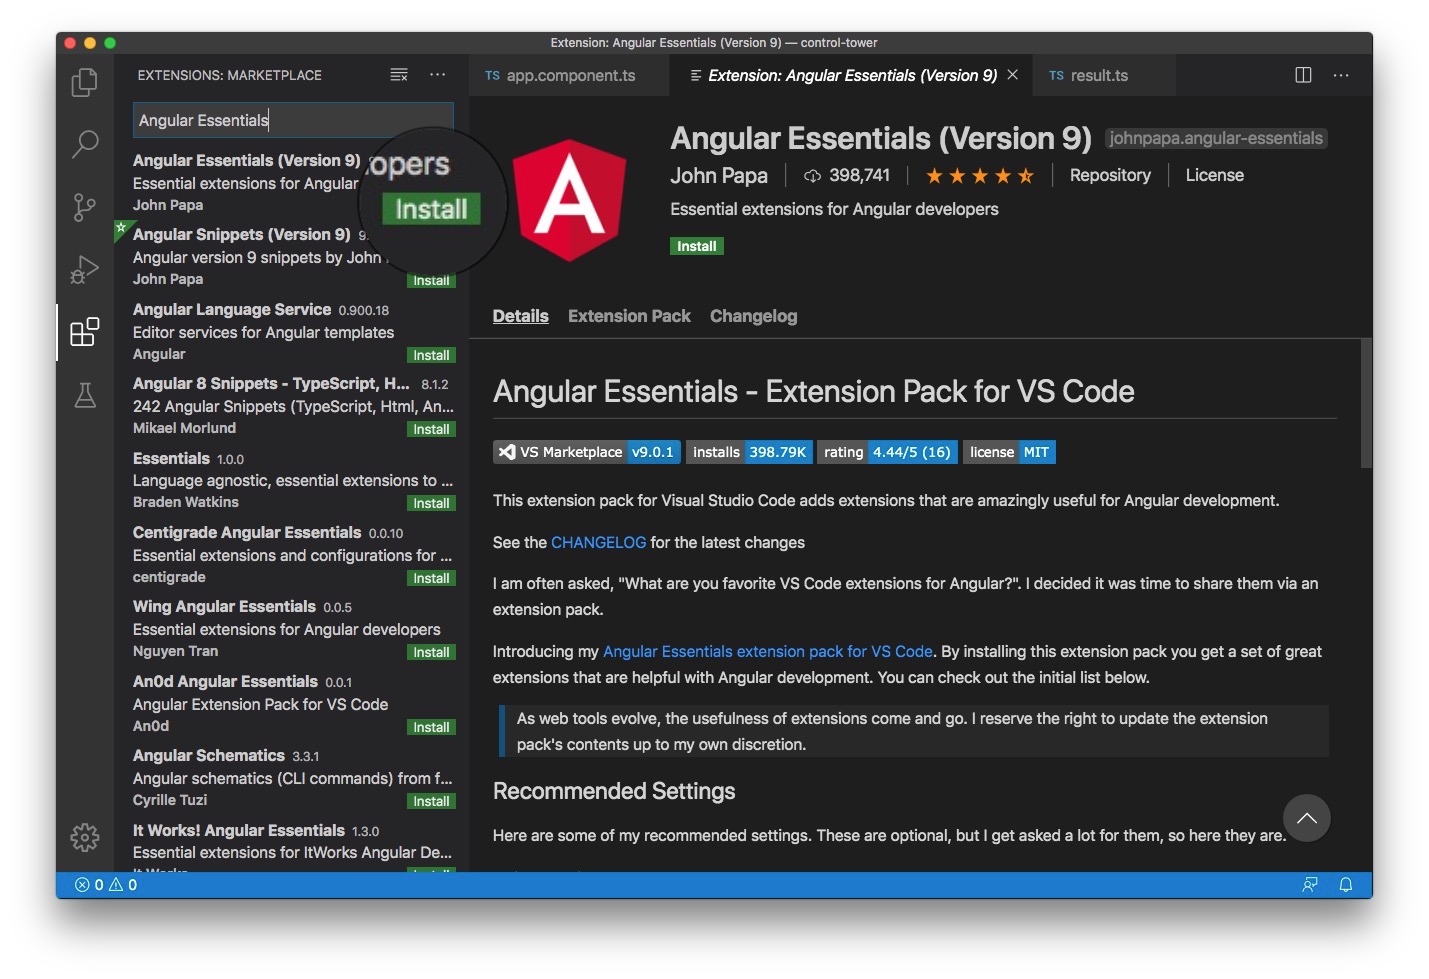 Extension: Angular Essentials (Version 9) — control-tower
EXTENSIONS: MARKETPLACE
Angular Essentials
Angular Essentials (Version 9)
Essential extensions for Angular
John Papa
opers
Install
Angular Snippets (Version 9) 9.
Angular version 9 snippets by John
John Papa
Install
Angular Language Service 0.900.18
Editor services for Angular templates
Angular
Install
Angular 8 Snippets - TypeScript, H... 8.1.2
242 Angular Snippets (TypeScript, Html, An...
Mikael Morlund
Install
Essentials 1.0.0
Language agnostic, essential extensions to ...
Braden Watkins
Install
Centigrade Angular Essentials 0.0.10
Essential extensions and configurations for ...
centigrade
Install
Wing Angular Essentials 0.0.5
Essential extensions for Angular developers
Nguyen Tran
Install
An0d Angular Essentials 0.0.1
Angular Extension Pack for VS Code
An0d
Install
Angular Schematics 3.3.1
Angular schematics (CLI commands) from f...
Cyrille Tuzi
Install
It Works! Angular Essentials 1.3.0
Essential extensions for ItWorks Angular De...
TS app.component.ts
Extension: Angular Essentials (Version 9)
TS result.ts
A
Angular Essentials (Version 9) johnpapa.angular-essentials
John Papa 398,741 Repository License
Essential extensions for Angular developers
Install
Details Extension Pack Changelog
Angular Essentials - Extension Pack for VS Code
VS Marketplace v9.0.1 installs 398.79K rating 4.44/5 (16) license MIT
This extension pack for Visual Studio Code adds extensions that are amazingly useful for Angular development.
See the CHANGELOG for the latest changes
I am often asked, "What are you favorite VS Code extensions for Angular?". I decided it was time to share them via an
extension pack.
Introducing my Angular Essentials extension pack for VS Code. By installing this extension pack you get a set of great
extensions that are helpful with Angular development. You can check out the initial list below.
As web tools evolve, the usefulness of extensions come and go. I reserve the right to update the extension
pack's contents up to my own discretion.
Recommended Settings
Here are some of my recommended settings. These are optional, but I get asked a lot for them, so here they are.
0 0